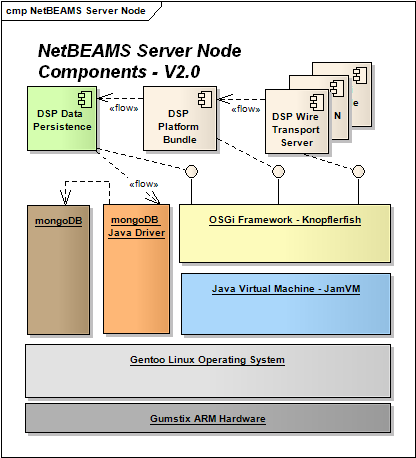 cmp NetBEAMS Server Node
NetBEAMS Server Node
Components - V2.0
DSP Data
Persistence
«flow»
DSP
Platform
Bundle
«flow»
DSP Wire
Transport
Server
N
e
«flow»
mongoDB
mongoDB
Java Driver
OSGi Framework - Knopflerfish
Java Virtual Machine - JamVM
Gentoo Linux Operating System
Gumstix ARM Hardware